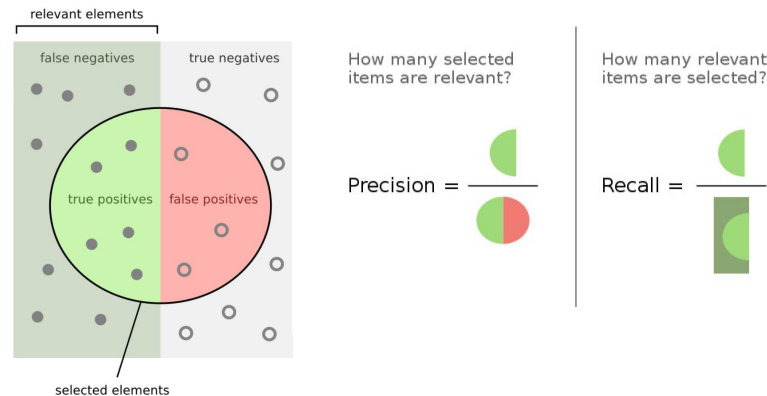 relevant elements
false negatives
true negatives
true positives
false positives
selected elements
How many selected
items are relevant?
Precision =
How many relevant
items are selected?
Recall =